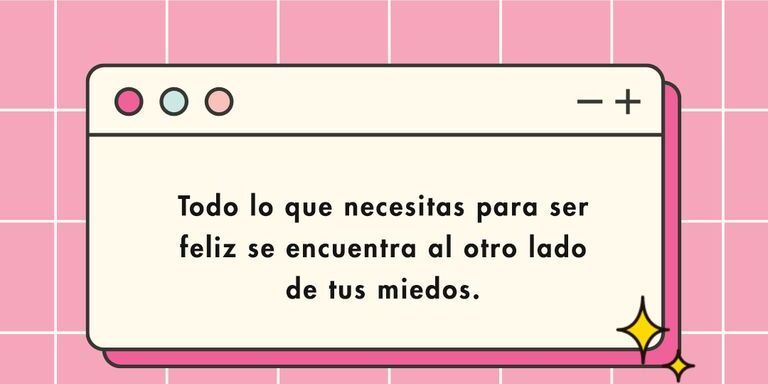 Todo lo que necesitas para ser
feliz se encuentra al otro lado
de tus miedos.